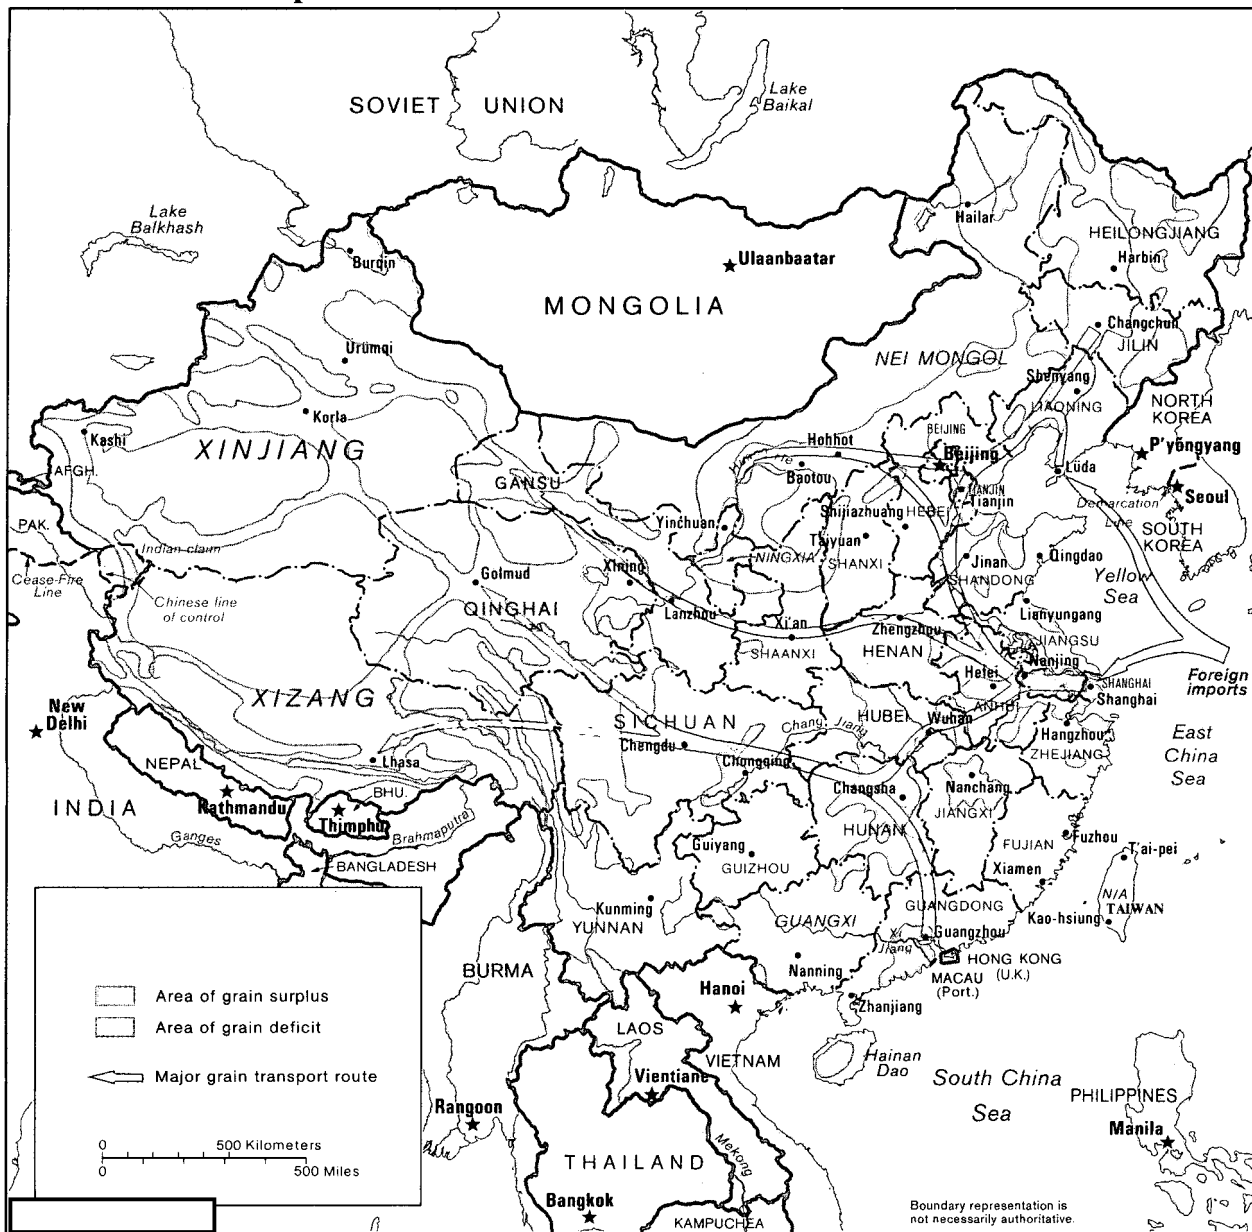 SOVIET UNION
Lake
Baikal
Lake
Balkhash
Burqin
Hailar
HEILONGJIANG
Harbin
Ulaanbaatar
MONGOLIA
Changchun
JILIN
Ürümqi
NEI MONGOL
Shenyang
LIAONING
NORTH
KOREA
Korla
Kashi
XINJIANG
Hohhot
BEIJING
Beijing
P'yŏngyang
AFGH.
GANSU
Baotou
Lüda
TIANJIN
Tianjin
Seoul
Demarcation
Line
SOUTH
KOREA
PAK.
Yinchuan
Shijiazhuang
HEBEI
Taiyuan
Indian claim
NINGXIA
SHANXI
Jinan
SHANDONG
Qingdao
Yellow
Sea
Cease-Fire
Line
Chinese line
of control
Golmud
Xining
QINGHAI
Lanzhou
Xi'an
Zhengzhou
Lianyungang
JIANGSU
SHAANXI
HENAN
Nanjing
Hefei
SHANGHAI
Shanghai
Foreign
imports
XIZANG
SICHUAN
HUBEI
ANHUI
Wuhan
New
Delhi
Chengdu
Chang Jiang
Hangzhou
ZHEJIANG
East
China
Sea
NEPAL
Lhasa
Chongqing
BHU.
Changsha
Nanchang
JIANGXI
INDIA
Kathmandu
Thimphu
HUNAN
Ganges
Brahmaputra
Guiyang
GUIZHOU
FUJIAN
Fuzhou
T'ai-pei
BANGLADESH
Xiamen
N/A
TAIWAN
Kunming
YUNNAN
GUANGXI
GUANGDONG
Kao-hsiung
Xi
Jiang
Guangzhou
HONG KONG
(U.K.)
MACAU
(Port.)
BURMA
Nanning
Hanoi
Zhanjiang
Area of grain surplus
Area of grain deficit
Major grain transport route
LAOS
VIETNAM
Hainan
Dao
Vientiane
South China
Sea
PHILIPPINES
Rangoon
Manila
0 500 Kilometers
0 500 Miles
THAILAND
Mekong
Bangkok
KAMPUCHEA
Boundary representation is
not necessarily authoritative.